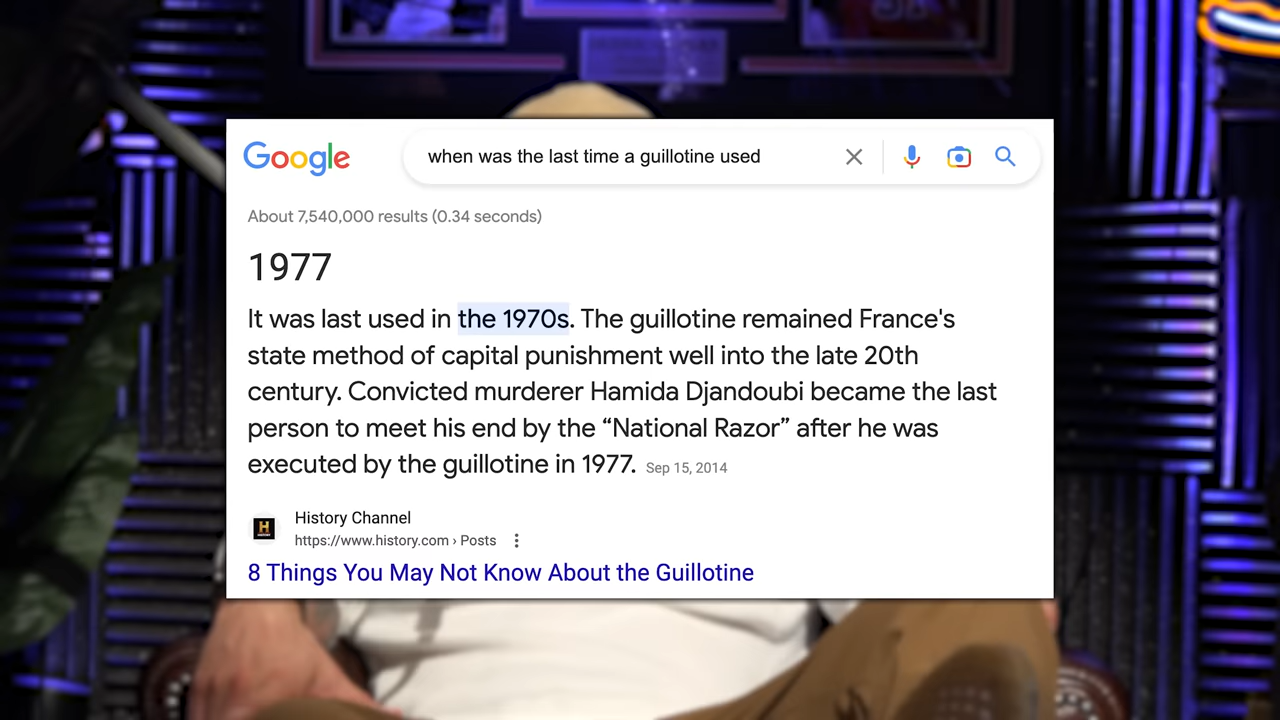 Google
when was the last time a guillotine used
About 7,540,000 results (0.34 seconds)
1977
It was last used in the 1970s. The guillotine remained France's
state method of capital punishment well into the late 20th
century. Convicted murderer Hamida Djandoubi became the last
person to meet his end by the “National Razor” after he was
executed by the guillotine in 1977. Sep 15, 2014
H
History Channel
https://www.history.com › Posts
8 Things You May Not Know About the Guillotine